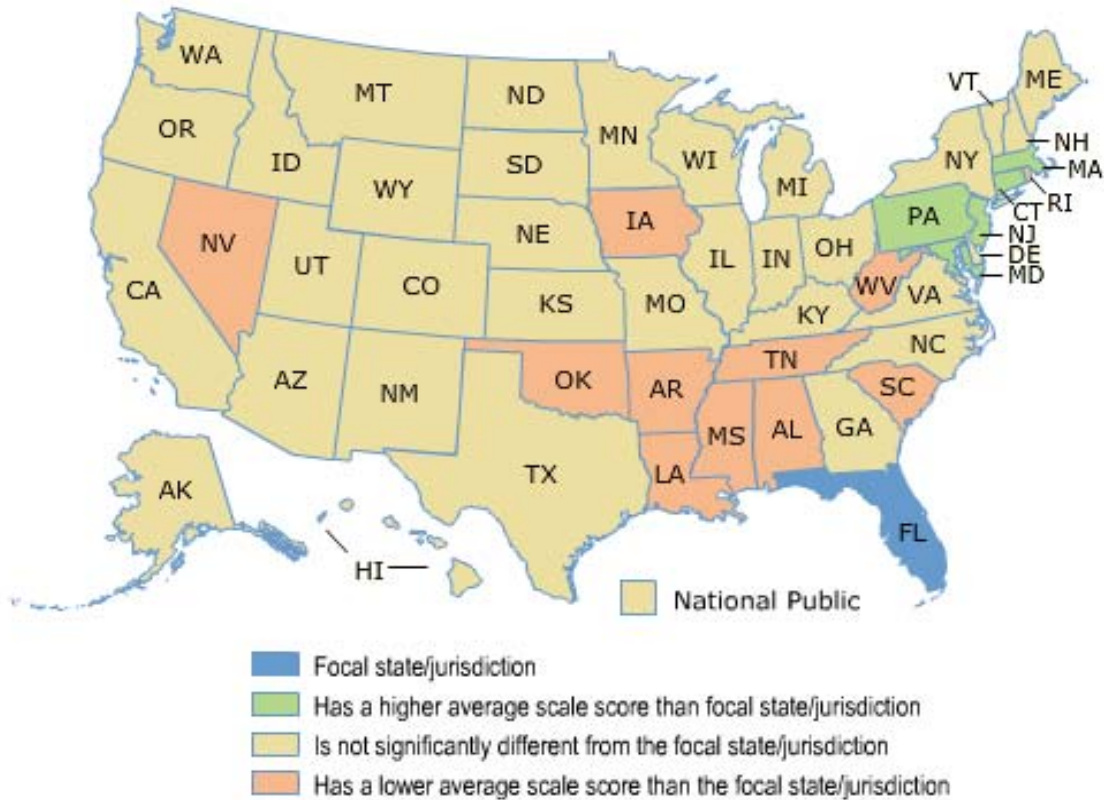 WA
MT
ND
MN
VT
ME
OR
ID
SD
WI
MI
NY
NH
MA
WY
RI
CT
NV
NE
IA
PA
NJ
DE
MD
UT
CO
IL
IN
OH
WV
VA
CA
KS
MO
KY
NC
AZ
NM
OK
AR
TN
SC
MS
AL
GA
TX
LA
AK
FL
HI
National Public
Focal state/jurisdiction
Has a higher average scale score than focal state/jurisdiction
Is not significantly different from the focal state/jurisdiction
Has a lower average scale score than the focal state/jurisdiction